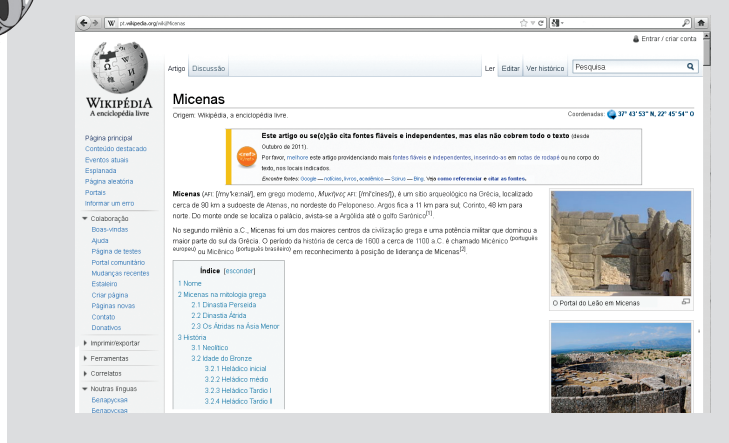 pt.wikipedia.org/wiki/Micenas
Entrar / criar conta
WIKIPÉDIA
A enciclopédia livre
Artigo Discussão
Ler Editar Ver histórico Pesquisa
Micenas
Origem: Wikipédia, a enciclopédia livre.
Coordenadas: 37° 43' 53" N, 22° 45' 54" O
Este artigo ou se(c)ção cita fontes fiáveis e independentes, mas elas não cobrem todo o texto (desde
Outubro de 2011).
Por favor, melhore este artigo providenciando mais fontes fiáveis e independentes, inserindo-as em notas de rodapé ou no corpo do
texto, nos locais indicados.
Encontre fontes: Google — notícias, livros, acadêmico — Scirus — Bing. Veja como referenciar e citar as fontes.
Página principal
Conteúdo destacado
Eventos atuais
Esplanada
Página aleatória
Portais
Informar um erro
Colaboração
Boas-vindas
Ajuda
Página de testes
Portal comunitário
Mudanças recentes
Estaleiro
Criar página
Páginas novas
Contato
Donativos
Imprimir/exportar
Ferramentas
Correlatos
Noutras línguas
Беларуская
Беларуская
Micenas (AFI: [/my'ke:nai/], em grego moderno, Μυκήνες AFI: [/mi'cines/]), é um sítio arqueológico na Grécia, localizado
cerca de 90 km a sudoeste de Atenas, no nordeste do Peloponeso. Argos fica a 11 km para sul; Corinto, 48 km para
norte. Do monte onde se localiza o palácio, avista-se a Argólida até o golfo Sarónico[1].
No segundo milênio a.C., Micenas foi um dos maiores centros da civilização grega e uma potência militar que dominou a
maior parte do sul da Grécia. O período da história de cerca de 1600 a cerca de 1100 a.C. é chamado Micénico (português
europeu) ou Micênico (português brasileiro) em reconhecimento à posição de liderança de Micenas[2].
Índice [esconder]
1 Nome
2 Micenas na mitologia grega
2.1 Dinastia Perseida
2.2 Dinastia Átrida
2.3 Os Átridas na Ásia Menor
3 História
3.1 Neolítico
3.2 Idade do Bronze
3.2.1 Heládico inicial
3.2.2 Heládico médio
3.2.3 Heládico Tardio I
3.2.4 Heládico Tardio II
O Portal do Leão em Micenas